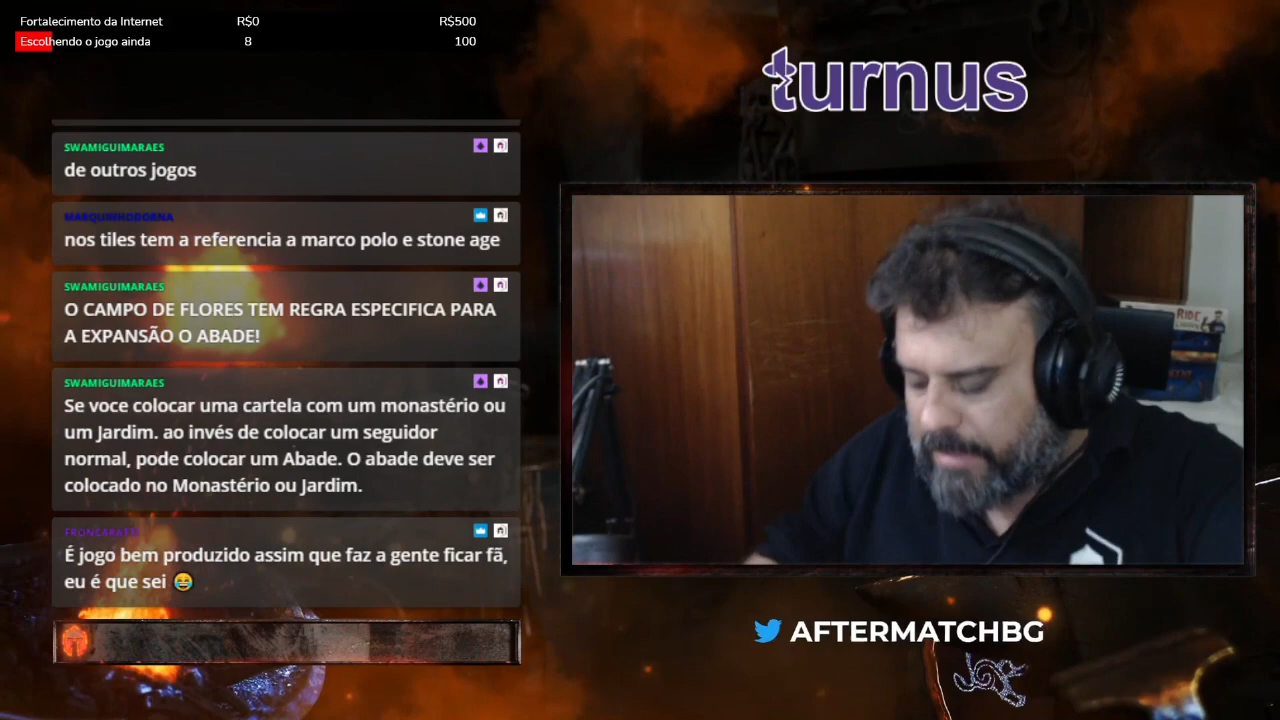 Fortalecimento da Internet R$0 R$500
Escolhendo o jogo ainda 8 100
turnus
SWAMIGUIMARAES
de outros jogos
MARQUINHODORNA
nos tiles tem a referencia a marco polo e stone age
SWAMIGUIMARAES
O CAMPO DE FLORES TEM REGRA ESPECIFICA PARA
A EXPANSÃO O ABADE!
SWAMIGUIMARAES
Se voce colocar uma cartela com um monastério ou
um Jardim. ao invés de colocar um seguidor
normal, pode colocar um Abade. O abade deve ser
colocado no Monastério ou Jardim.
É jogo bem produzido assim que faz a gente ficar fã,
eu é que sei 😂
RIDE
AFTERMATCHBG